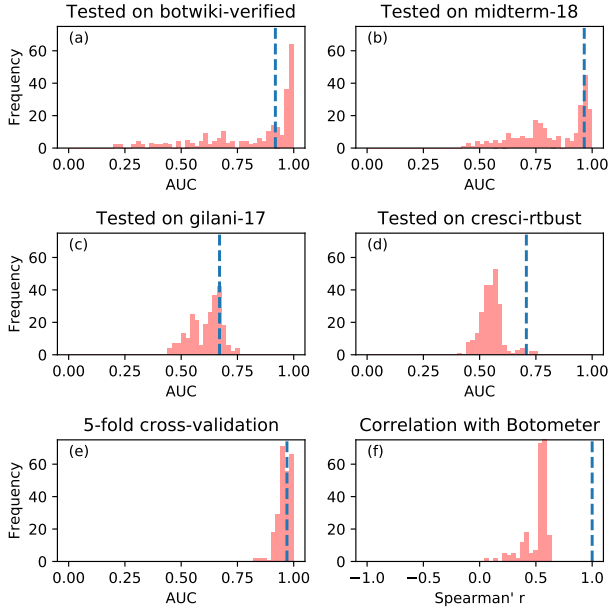 Tested on botwiki-verified
Tested on midterm-18
(a)
(b)
Frequency
60
40
20
0
0.00 0.25 0.50 0.75 1.00
AUC
0.00 0.25 0.50 0.75 1.00
AUC
Tested on gilani-17
Tested on cresci-rtbust
(c)
(d)
Frequency
60
40
20
0
0.00 0.25 0.50 0.75 1.00
AUC
0.00 0.25 0.50 0.75 1.00
AUC
5-fold cross-validation
Correlation with Botometer
(e)
(f)
Frequency
60
40
20
0
0.00 0.25 0.50 0.75 1.00
AUC
60
40
20
0
−1.0 −0.5 0.0 0.5 1.0
Spearman' r